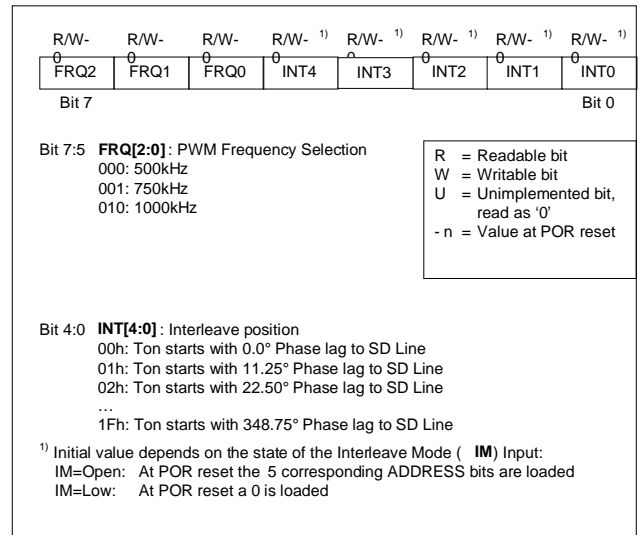 R/W- R/W- R/W- R/W- 1) R/W- 1) R/W- 1) R/W- 1) R/W- 1)
0 0 0 0 0 0 0 0
FRQ2 FRQ1 FRQ0 INT4 INT3 INT2 INT1 INT0
Bit 7 Bit 0
Bit 7:5 FRQ[2:0]: PWM Frequency Selection
000: 500kHz
001: 750kHz
010: 1000kHz
R = Readable bit
W = Writable bit
U = Unimplemented bit,
read as ‘0’
- n = Value at POR reset
Bit 4:0 INT[4:0]: Interleave position
00h: Ton starts with 0.0° Phase lag to SD Line
01h: Ton starts with 11.25° Phase lag to SD Line
02h: Ton starts with 22.50° Phase lag to SD Line
…
1Fh: Ton starts with 348.75° Phase lag to SD Line
1) Initial value depends on the state of the Interleave Mode ( IM) Input:
IM=Open: At POR reset the 5 corresponding ADDRESS bits are loaded
IM=Low: At POR reset a 0 is loaded